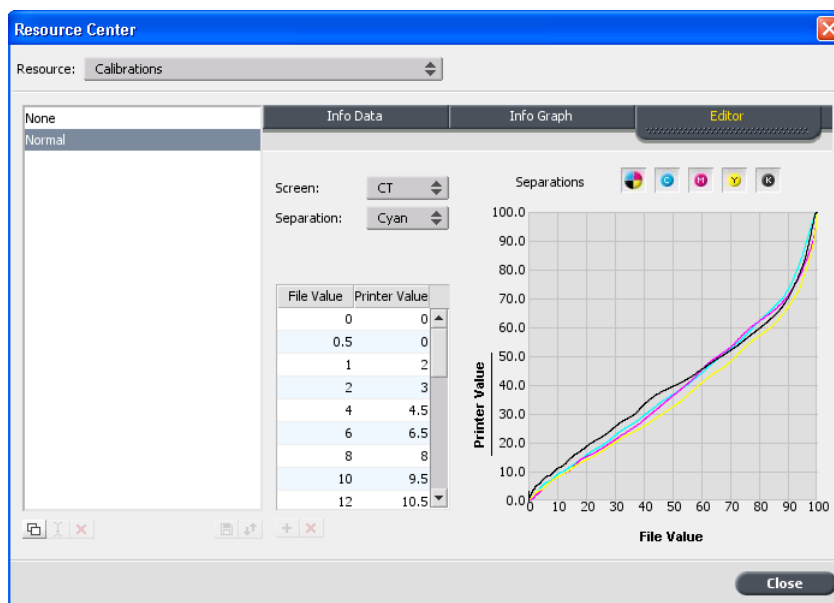 Resource Center
Resource: Calibrations
None
Normal
Info Data Info Graph Editor
Screen: CT
Separation: Cyan
Separations C M Y K
File Value Printer Value
0 0
0.5 0
1 2
2 3
4 4.5
6 6.5
8 8
10 9.5
12 10.5
100.0
90.0
80.0
70.0
60.0
50.0
40.0
30.0
20.0
10.0
0.0
Printer Value
0 10 20 30 40 50 60 70 80 90 100
File Value
Close